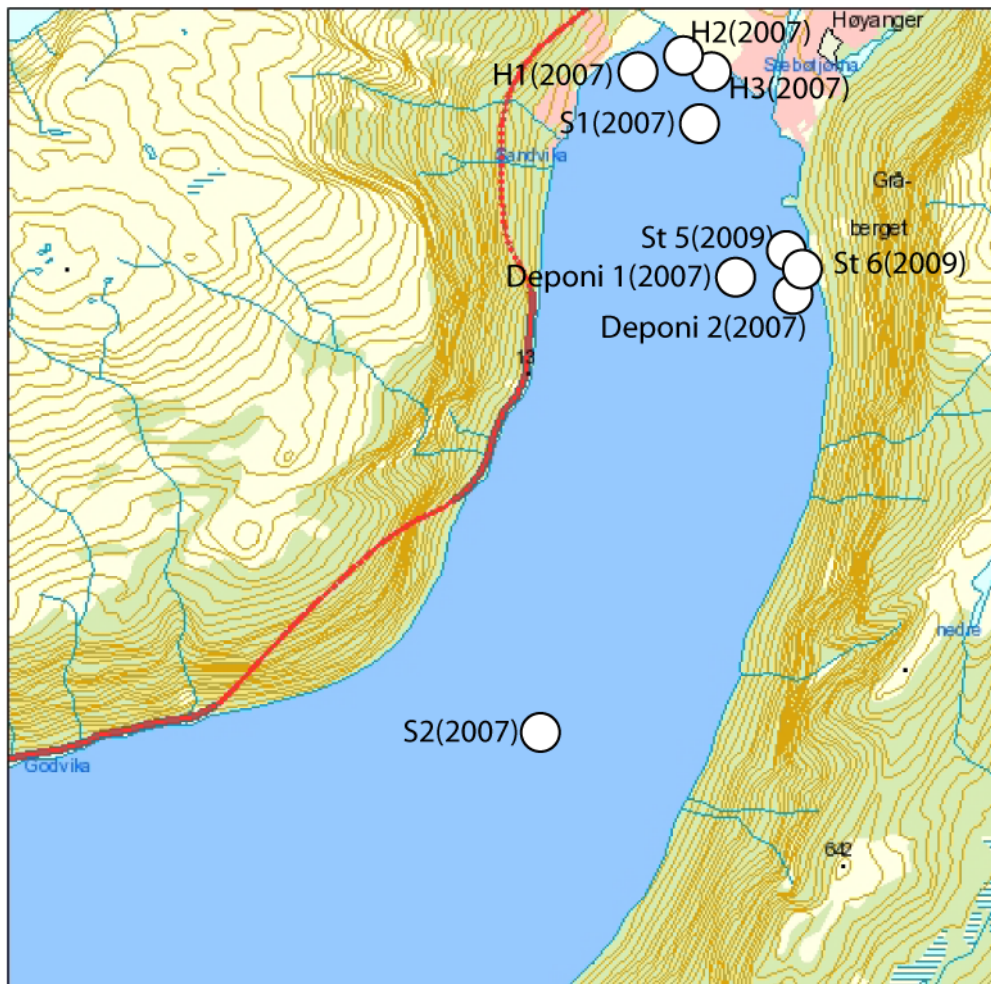 Høyanger
H2(2007)
Sæbøtjørna
H1(2007)
H3(2007)
S1(2007)
Sandvika
Grå-
berget
St 5(2009)
St 6(2009)
Deponi 1(2007)
Deponi 2(2007)
13
nedre
S2(2007)
Godvika
642